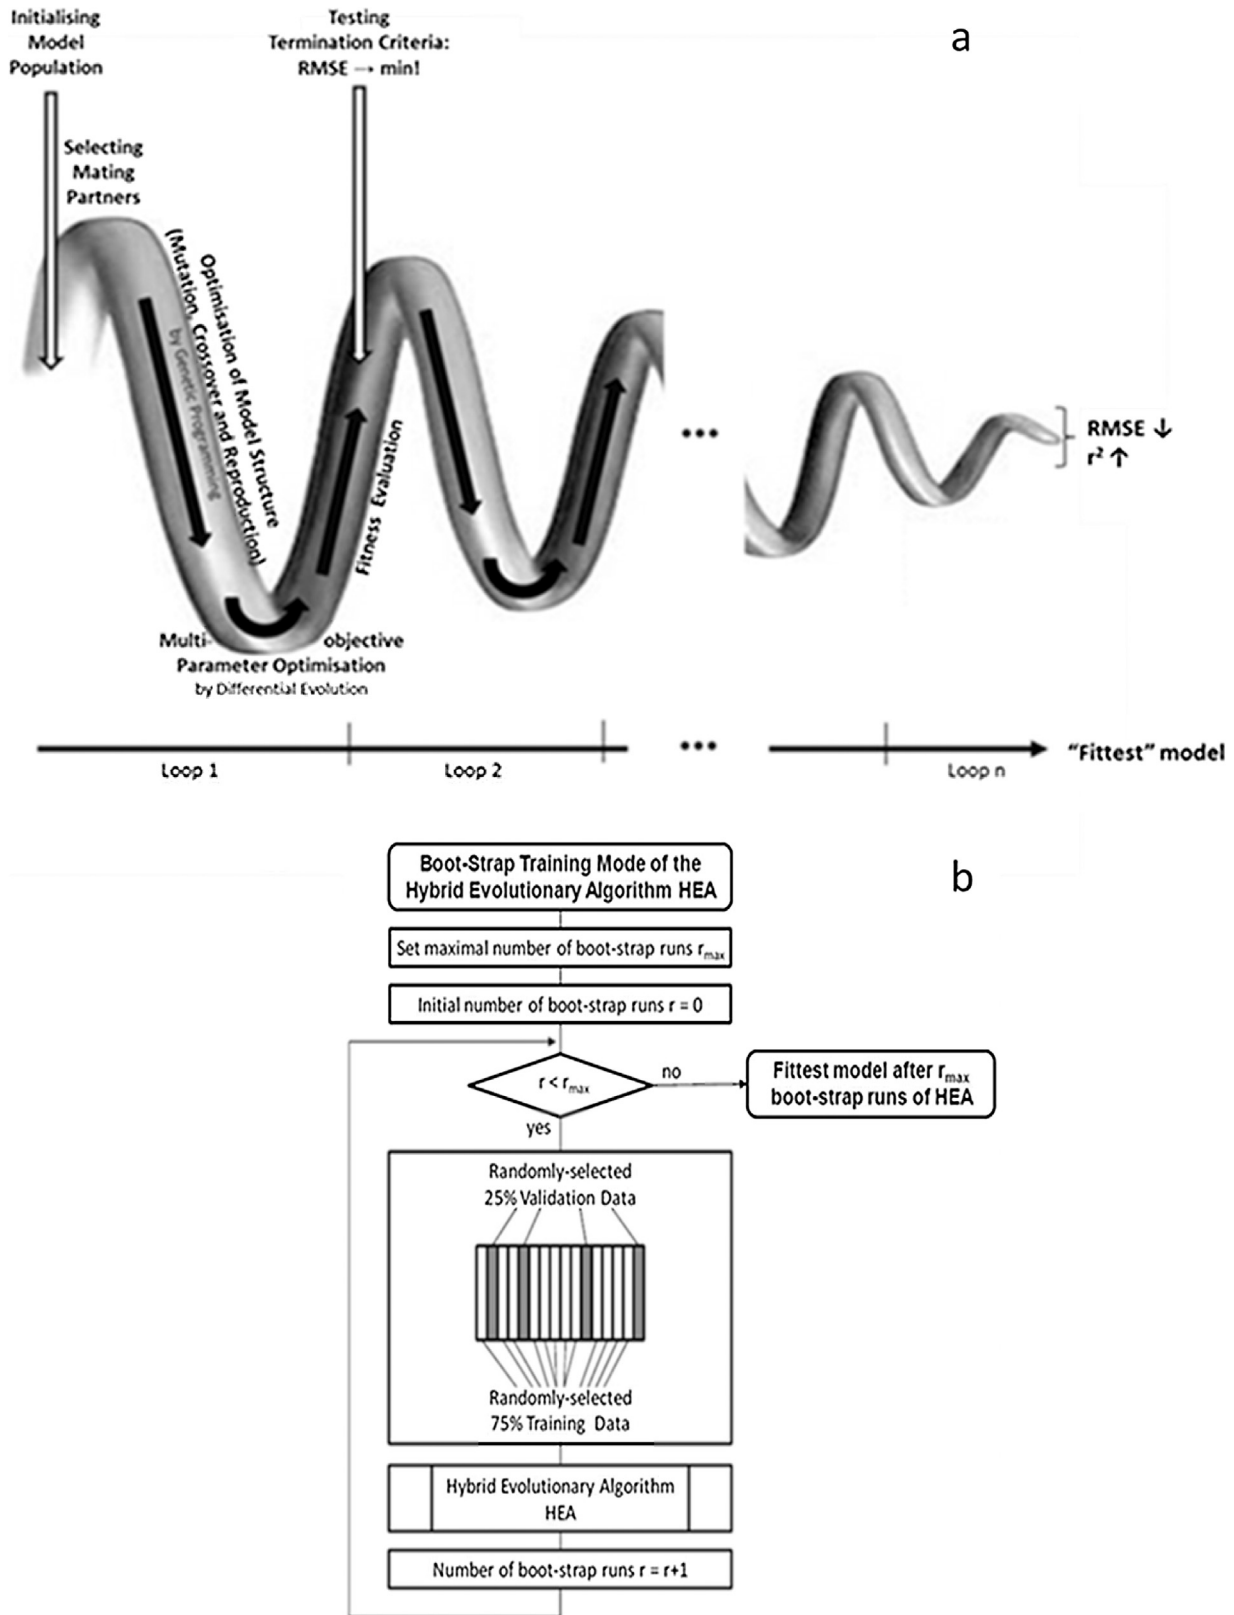 Initialising
Model
Population
Testing
Termination Criteria:
RMSE → min!
a
Selecting
Mating
Partners
Optimisation of Model Structure
(Mutation, Crossover and Reproduction)
by Genetic Programming
Fitness Evaluation
Multi- objective
Parameter Optimisation
by Differential Evolution
...
RMSE ↓
r² ↑
...
Loop 1
Loop 2
Loop n
“Fittest” model
b
Boot-Strap Training Mode of the
Hybrid Evolutionary Algorithm HEA
Set maximal number of boot-strap runs rmax
Initial number of boot-strap runs r = 0
r < rmax
no
yes
Fittest model after rmax
boot-strap runs of HEA
Randomly-selected
25% Validation Data
Randomly-selected
75% Training Data
Hybrid Evolutionary Algorithm
HEA
Number of boot-strap runs r = r+1